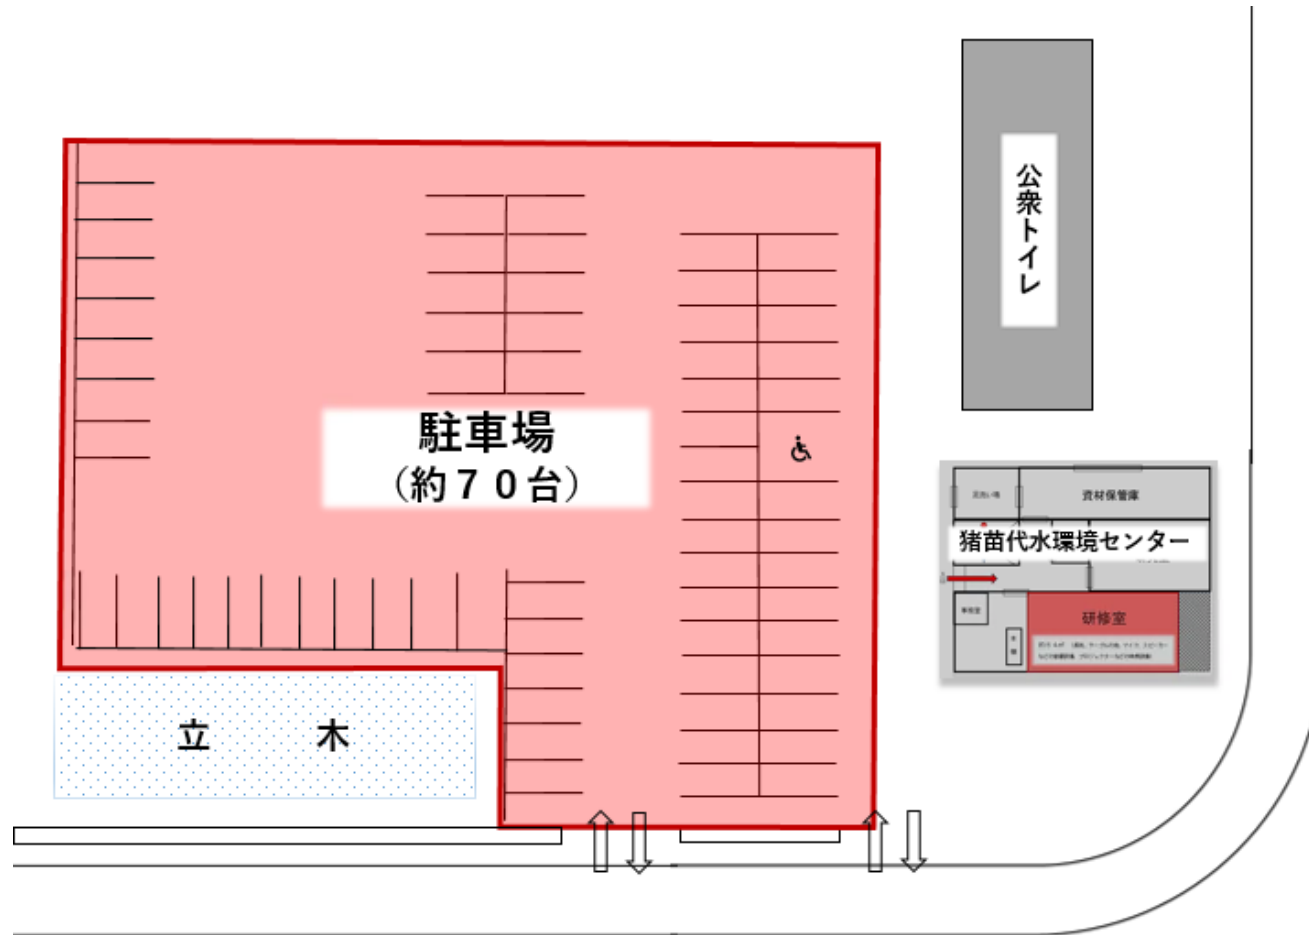 公衆トイレ
駐車場
（約７０台）
資材保管庫
猪苗代水環境センター
研修室
立　木